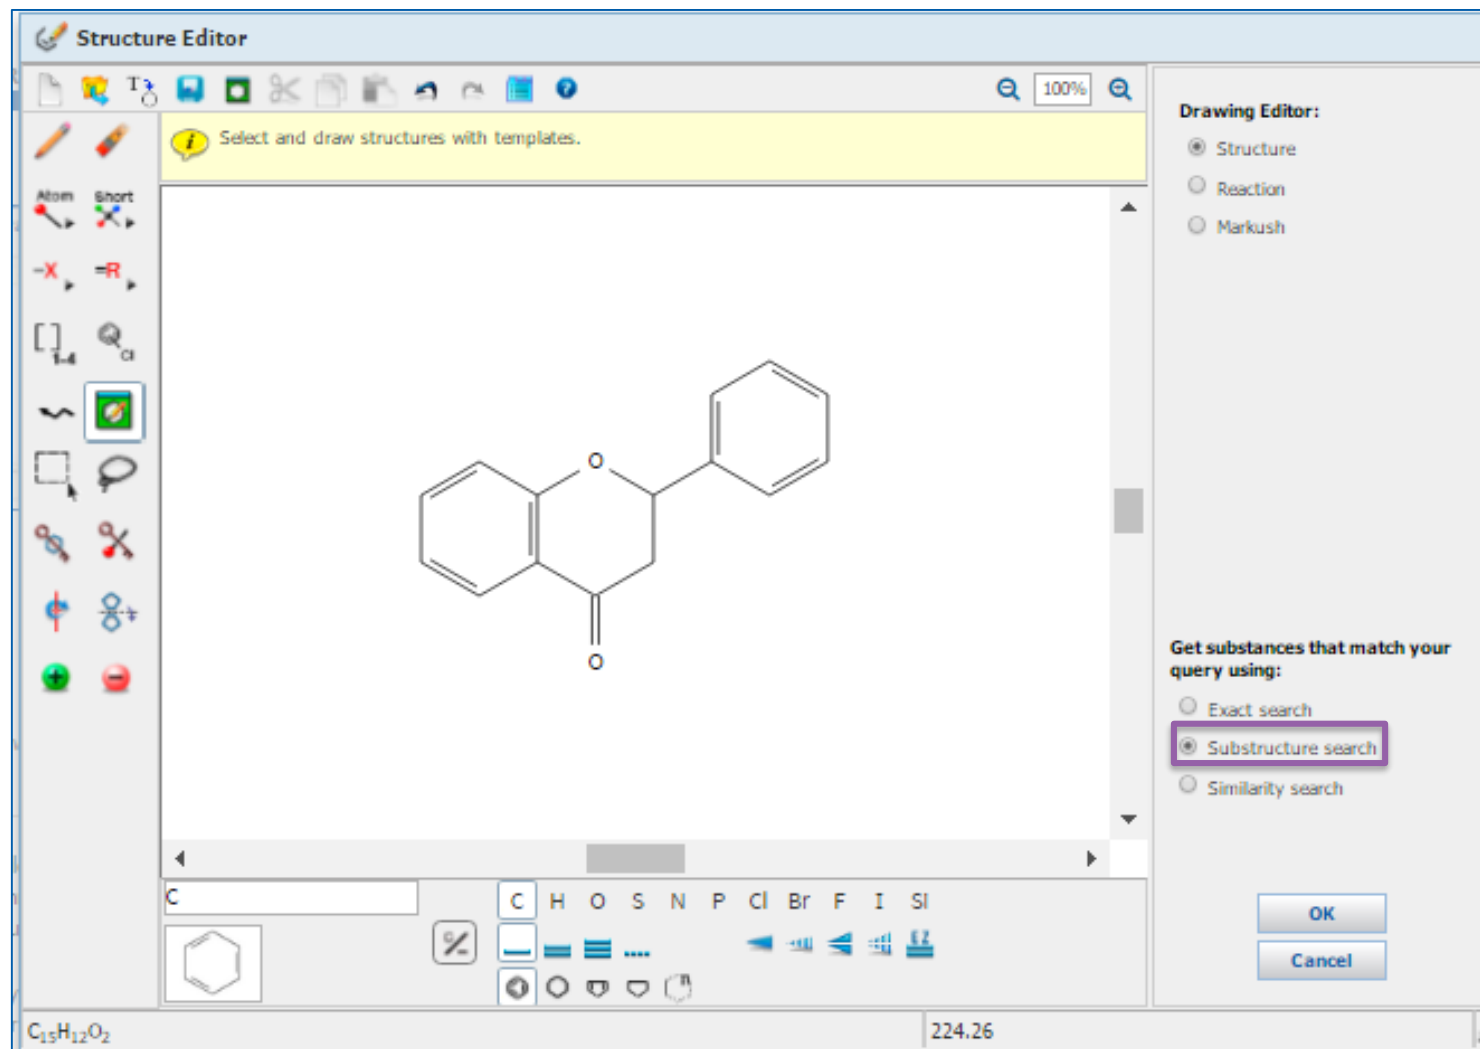 Structure Editor
T
100%
Select and draw structures with templates.
Drawing Editor:
Structure
Reaction
Markush
Atom Short
-X =R
[ ] 1-4 Cl
O
O
Get substances that match your
query using:
Exact search
Substructure search
Similarity search
C
C H O S N P Cl Br F I Si
EZ
n
OK
Cancel
C₁₅H₁₂O₂
224.26